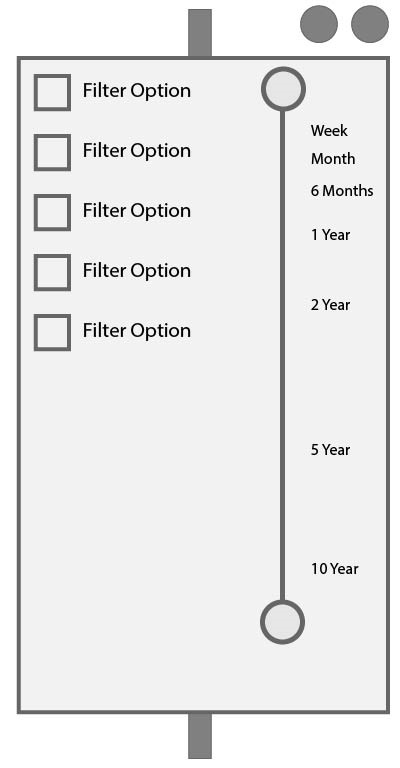 Filter Option
Filter Option
Filter Option
Filter Option
Filter Option
Week
Month
6 Months
1 Year
2 Year
5 Year
10 Year